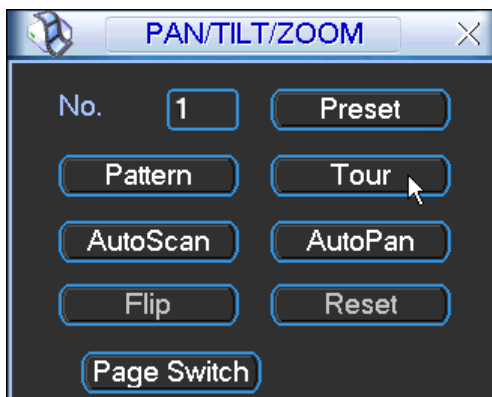 PAN/TILT/ZOOM
No. 1 Preset
Pattern Tour
AutoScan AutoPan
Flip Reset
Page Switch